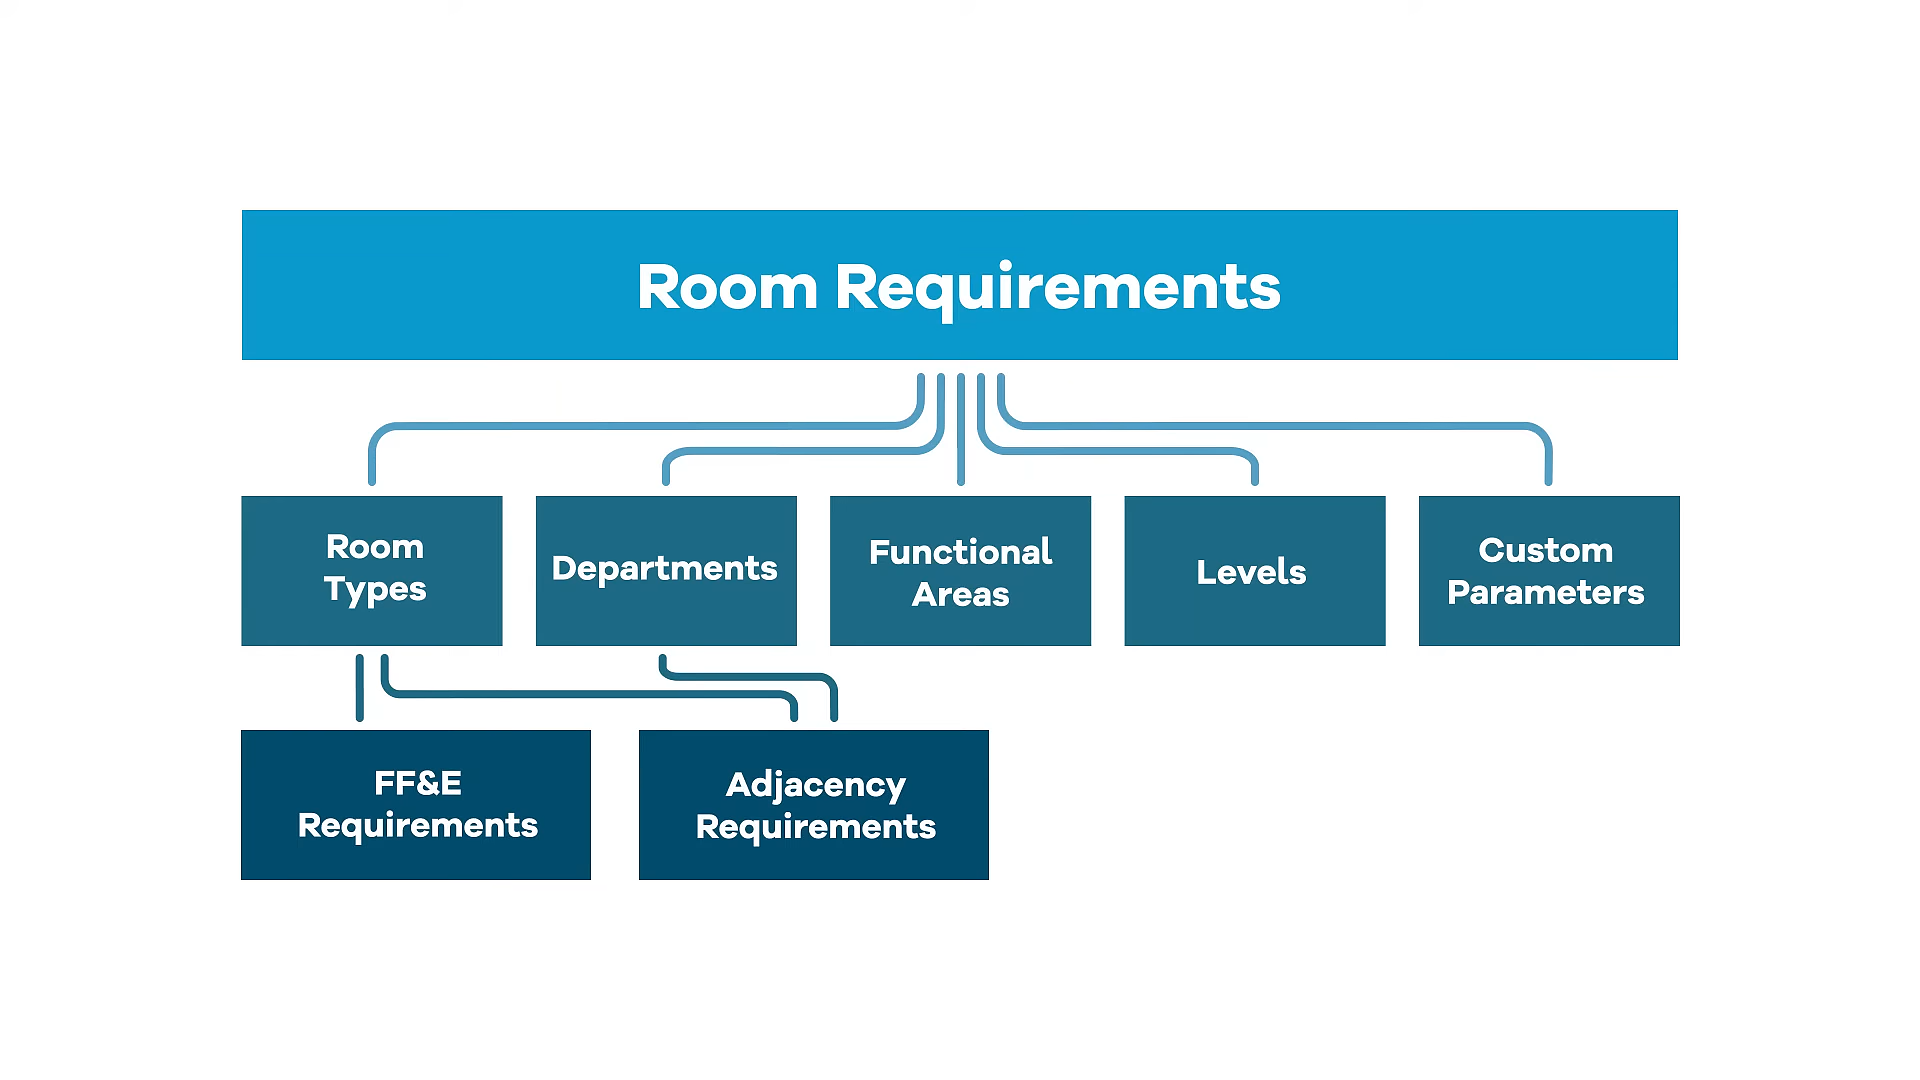 Room Requirements
Room
Types
Departments
Functional
Areas
Levels
Custom
Parameters
FF&E
Requirements
Adjacency
Requirements